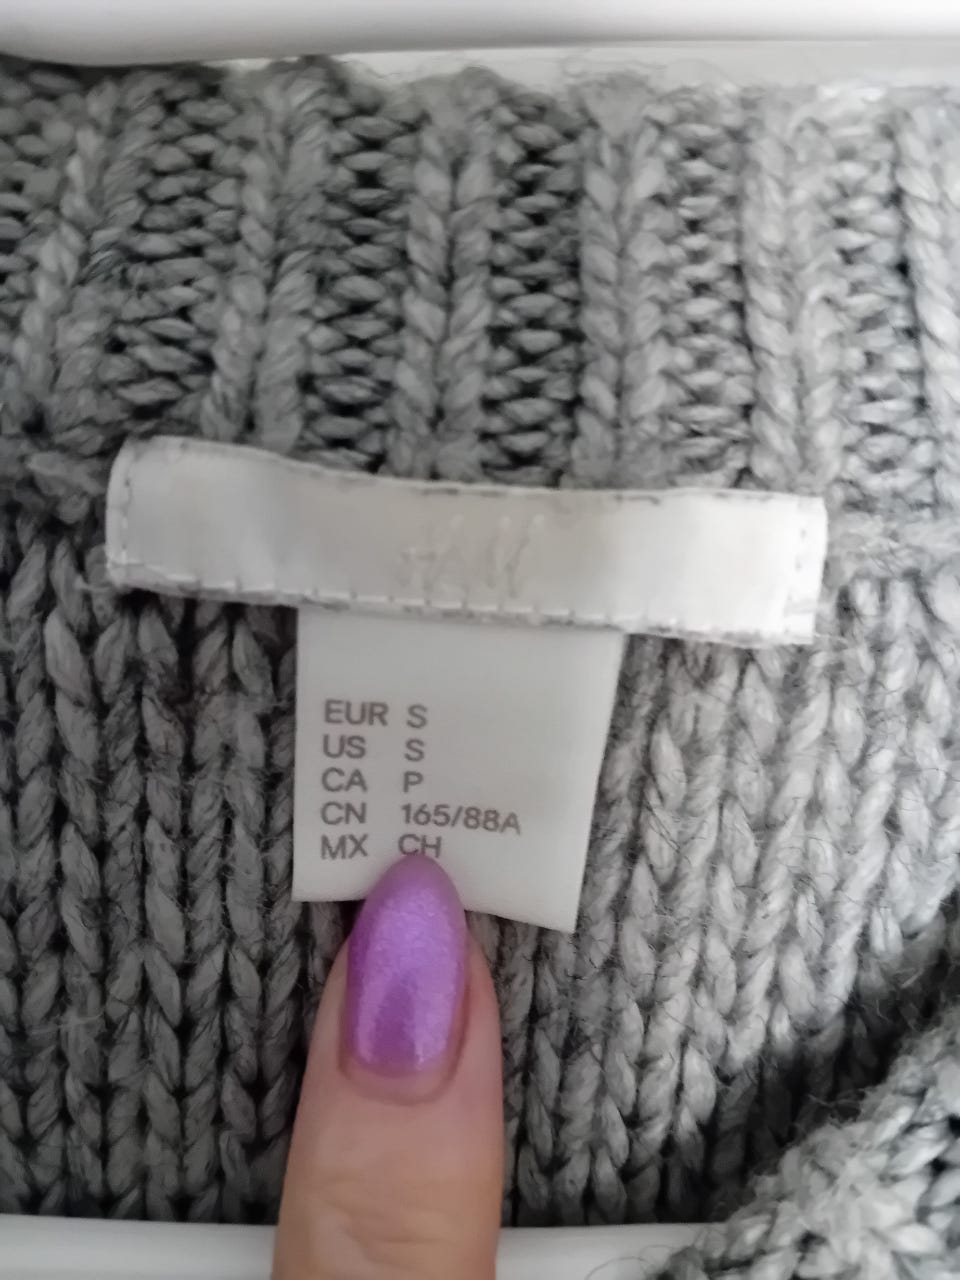 H&M
EUR S
US S
CA P
CN 165/88A
MX CH